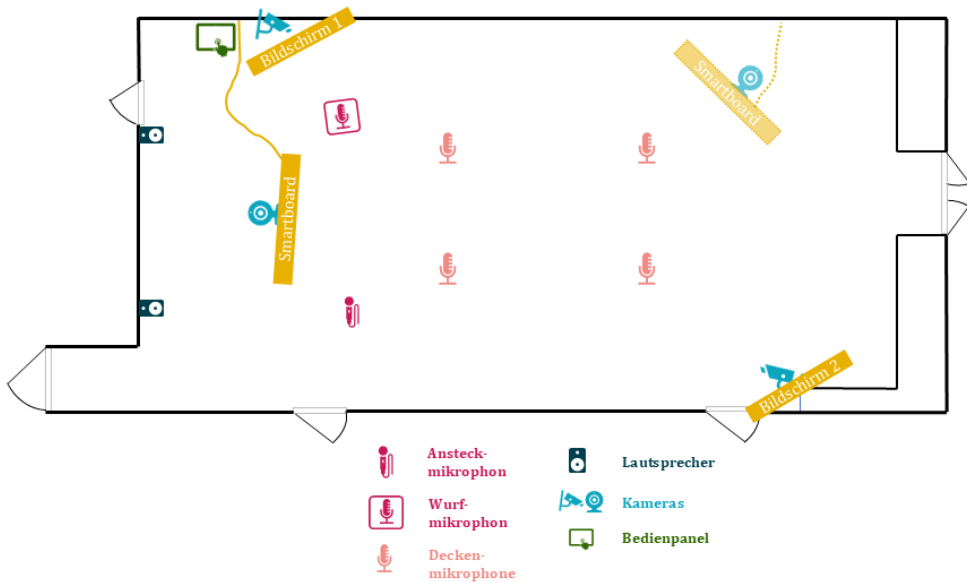 Bildschirm 1
Smartboard
Smartboard
Bildschirm 2
Ansteck-
mikrophon
Wurf-
mikrophon
Decken-
mikrophone
Lautsprecher
Kameras
Bedienpanel